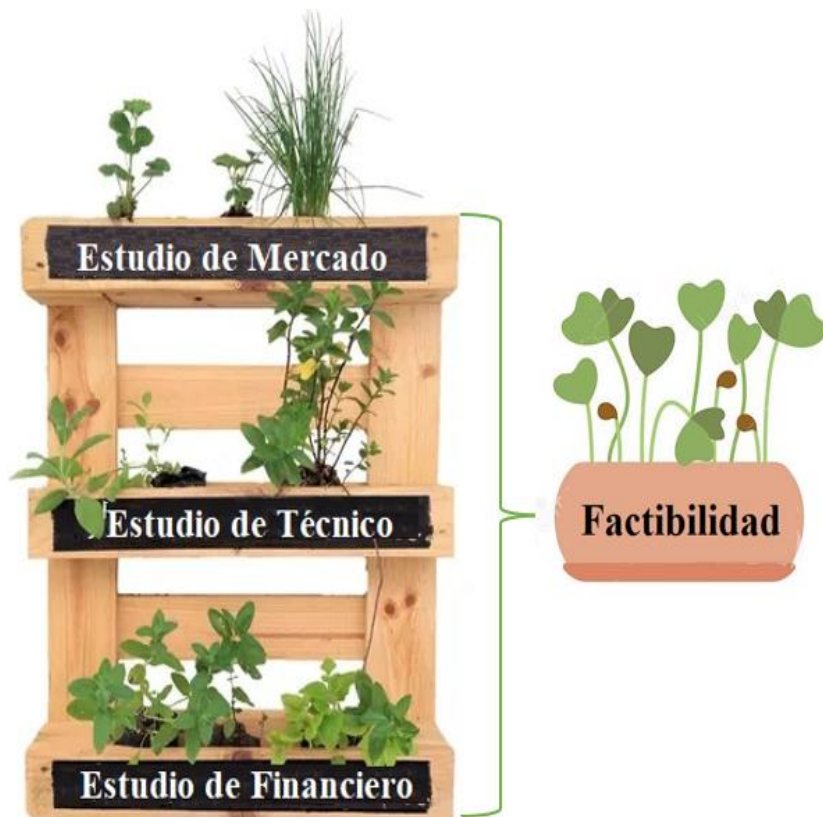 Estudio de Mercado
Estudio de Técnico
Factibilidad
Estudio de Financiero